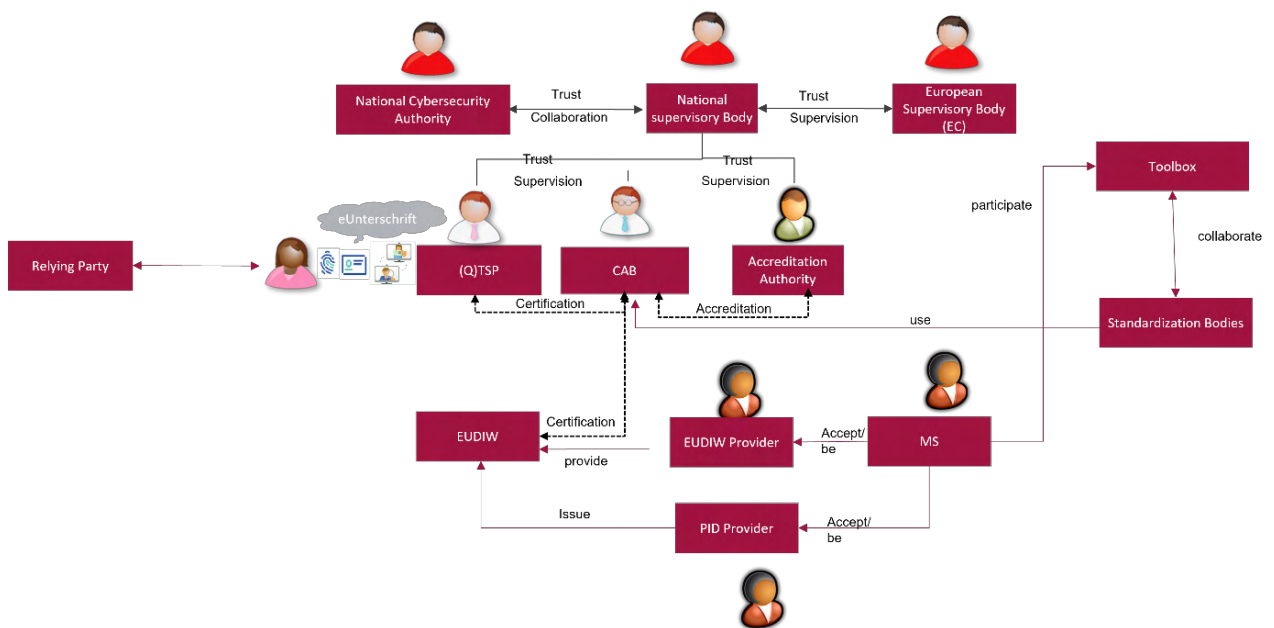 National Cybersecurity
Authority
Trust
Collaboration
National
supervisory Body
Trust
Supervision
European
Supervisory Body
(EC)
Trust
Supervision
Trust
Supervision
Toolbox
participate
collaborate
eUnterschrift
Relying Party
(Q)TSP
CAB
Accreditation
Authority
Certification
Accreditation
use
Standardization Bodies
Certification
EUDIW
provide
EUDIW Provider
Accept/
be
MS
Issue
PID Provider
Accept/
be